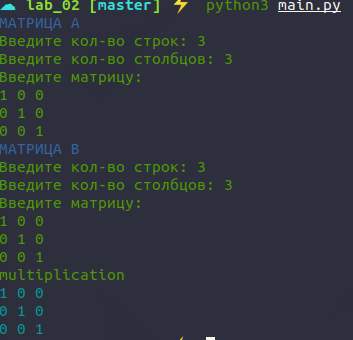 lab_02 [master] ⚡ python3 main.py
МАТРИЦА A
Введите кол-во строк: 3
Введите кол-во столбцов: 3
Введите матрицу:
1 0 0
0 1 0
0 0 1
МАТРИЦА B
Введите кол-во строк: 3
Введите кол-во столбцов: 3
Введите матрицу:
1 0 0
0 1 0
0 0 1
multiplication
1 0 0
0 1 0
0 0 1